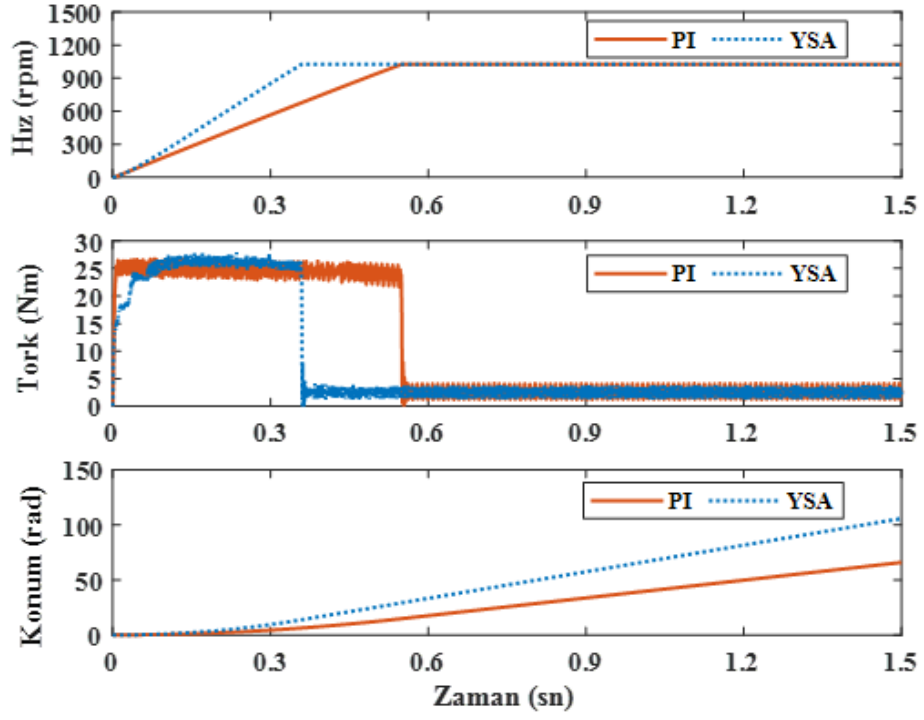 Hız (rpm)
1500
1200
900
600
300
0
PI YSA
0 0.3 0.6 0.9 1.2 1.5
Tork (Nm)
30
25
20
15
10
5
0
PI YSA
0 0.3 0.6 0.9 1.2 1.5
Konum (rad)
150
100
50
0
PI YSA
0 0.3 0.6 0.9 1.2 1.5
Zaman (sn)